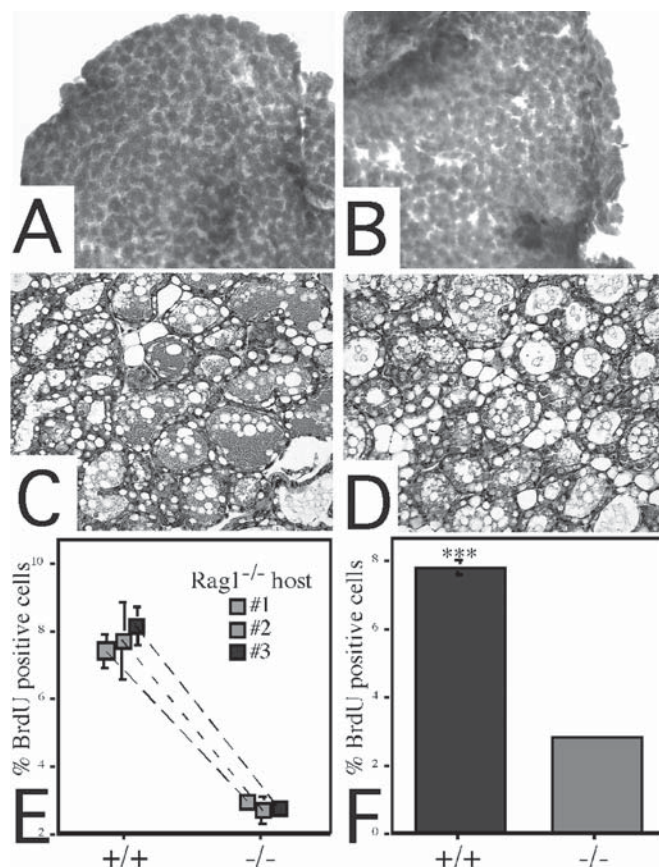 A
B
C
D
% BrdU positive cells
10
8
6
4
2
Rag1-/- host
#1
#2
#3
E
+/+
-/-
% BrdU positive cells
8
6
4
2
0
***
F
+/+
-/-